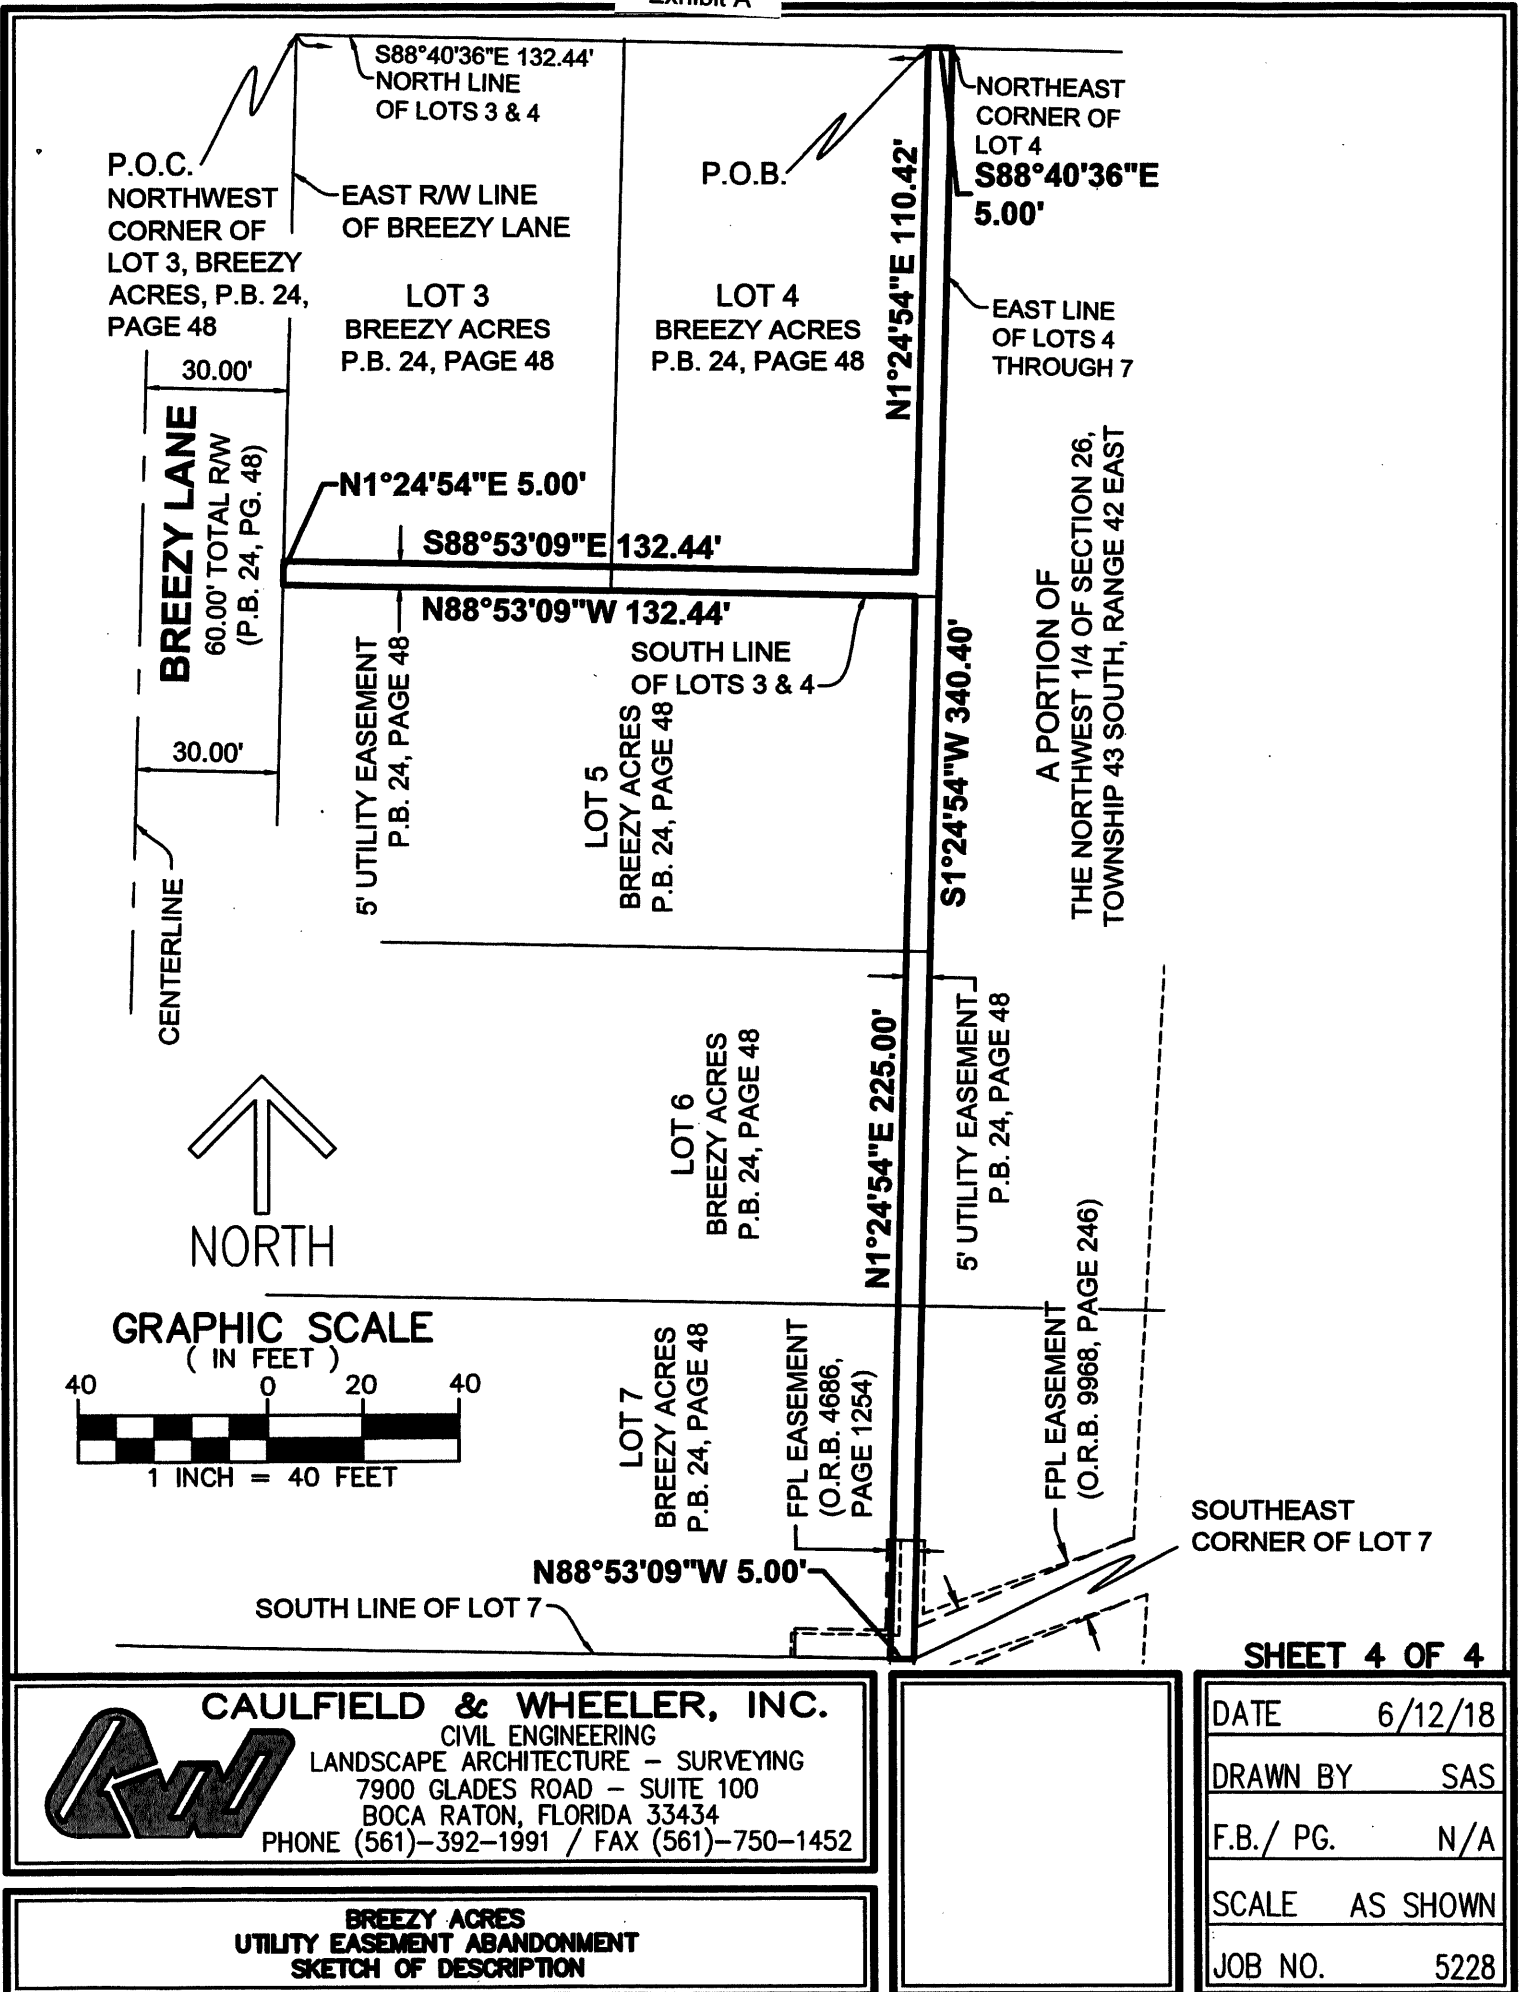 Exhibit A
S88°40'36"E 132.44'
NORTH LINE
OF LOTS 3 & 4
P.O.C.
NORTHWEST
CORNER OF
LOT 3, BREEZY
ACRES, P.B. 24,
PAGE 48
EAST R/W LINE
OF BREEZY LANE
P.O.B.
NORTHEAST
CORNER OF
LOT 4
S88°40'36"E
5.00'
N1°24'54"E 110.42'
LOT 3
BREEZY ACRES
P.B. 24, PAGE 48
LOT 4
BREEZY ACRES
P.B. 24, PAGE 48
EAST LINE
OF LOTS 4
THROUGH 7
30.00'
BREEZY LANE
60.00' TOTAL R/W
(P.B. 24, PG. 48)
N1°24'54"E 5.00'
S88°53'09"E 132.44'
N88°53'09"W 132.44'
SOUTH LINE
OF LOTS 3 & 4
5' UTILITY EASEMENT
P.B. 24, PAGE 48
LOT 5
BREEZY ACRES
P.B. 24, PAGE 48
S1°24'54"W 340.40'
A PORTION OF
THE NORTHWEST 1/4 OF SECTION 26,
TOWNSHIP 43 SOUTH, RANGE 42 EAST
30.00'
CENTERLINE
LOT 6
BREEZY ACRES
P.B. 24, PAGE 48
N1°24'54"E 225.00'
5' UTILITY EASEMENT
P.B. 24, PAGE 48
NORTH
GRAPHIC SCALE
( IN FEET )
40 0 20 40
1 INCH = 40 FEET
LOT 7
BREEZY ACRES
P.B. 24, PAGE 48
FPL EASEMENT
(O.R.B. 4686,
PAGE 1254)
FPL EASEMENT
(O.R.B. 9968, PAGE 246)
SOUTHEAST
CORNER OF LOT 7
N88°53'09"W 5.00'
SOUTH LINE OF LOT 7
SHEET 4 OF 4
CAULFIELD & WHEELER, INC.
CIVIL ENGINEERING
LANDSCAPE ARCHITECTURE - SURVEYING
7900 GLADES ROAD - SUITE 100
BOCA RATON, FLORIDA 33434
PHONE (561)-392-1991 / FAX (561)-750-1452
BREEZY ACRES
UTILITY EASEMENT ABANDONMENT
SKETCH OF DESCRIPTION
DATE 6/12/18
DRAWN BY SAS
F.B./ PG. N/A
SCALE AS SHOWN
JOB NO. 5228